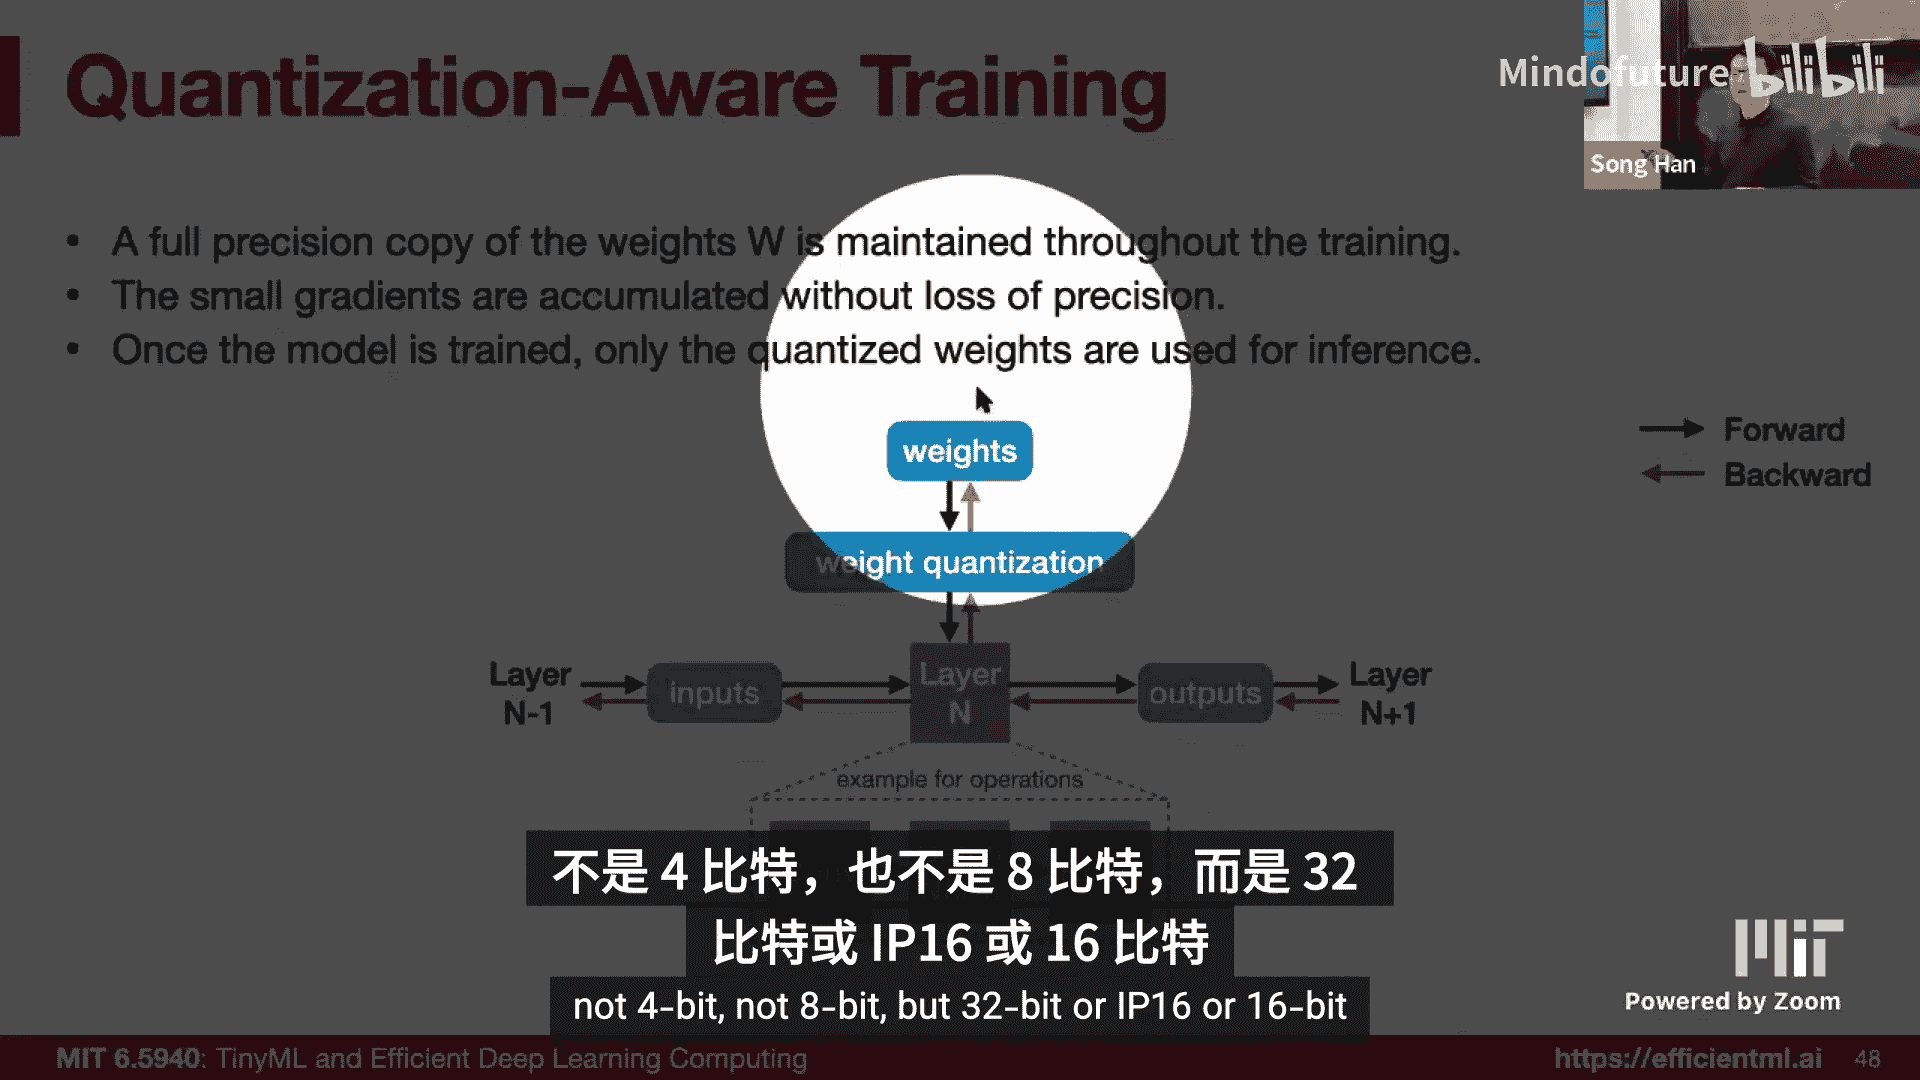 Quantization-Aware Training
Mindofuture
bilibili
Song Han
• A full precision copy of the weights W is maintained throughout the training.
• The small gradients are accumulated without loss of precision.
• Once the model is trained, only the quantized weights are used for inference.
Forward
Backward
weights
weight quantization
Layer N-1
inputs
Layer N
outputs
Layer N+1
example for operations
不是 4 比特，也不是 8 比特，而是 32
比特或 IP16 或 16 比特
not 4-bit, not 8-bit, but 32-bit or IP16 or 16-bit
MIT
Powered by Zoom
MIT 6.5940: TinyML and Efficient Deep Learning Computing
https://efficientml.ai
48